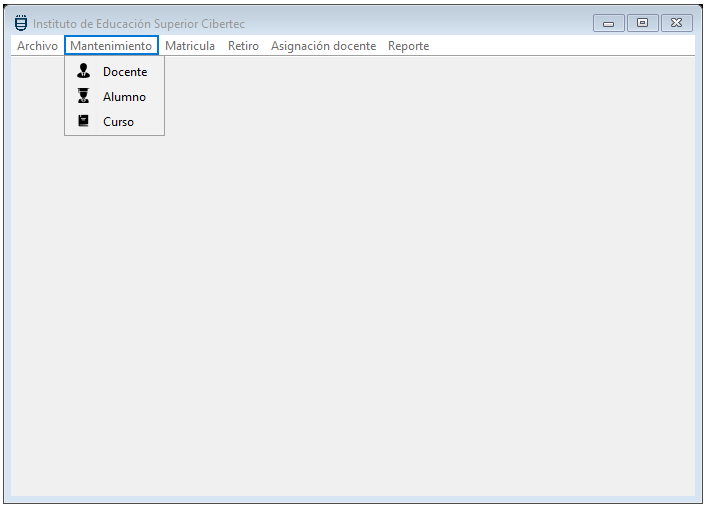 Instituto de Educación Superior Cibertec
Archivo Mantenimiento Matricula Retiro Asignación docente Reporte
Docente
Alumno
Curso